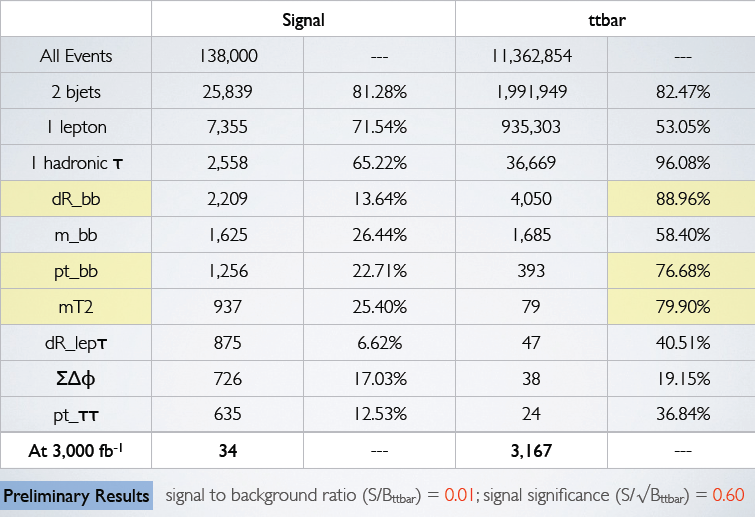 Signal ttbar
All Events 138,000 --- 11,362,854 ---
2 bjets 25,839 81.28% 1,991,949 82.47%
1 lepton 7,355 71.54% 935,303 53.05%
1 hadronic τ 2,558 65.22% 36,669 96.08%
dR_bb 2,209 13.64% 4,050 88.96%
m_bb 1,625 26.44% 1,685 58.40%
pt_bb 1,256 22.71% 393 76.68%
mT2 937 25.40% 79 79.90%
dR_lepτ 875 6.62% 47 40.51%
ΣΔϕ 726 17.03% 38 19.15%
pt_ττ 635 12.53% 24 36.84%
At 3,000 fb⁻¹ 34 --- 3,167 ---
Preliminary Results signal to background ratio (S/Bttbar) = 0.01; signal significance (S/√Bttbar) = 0.60